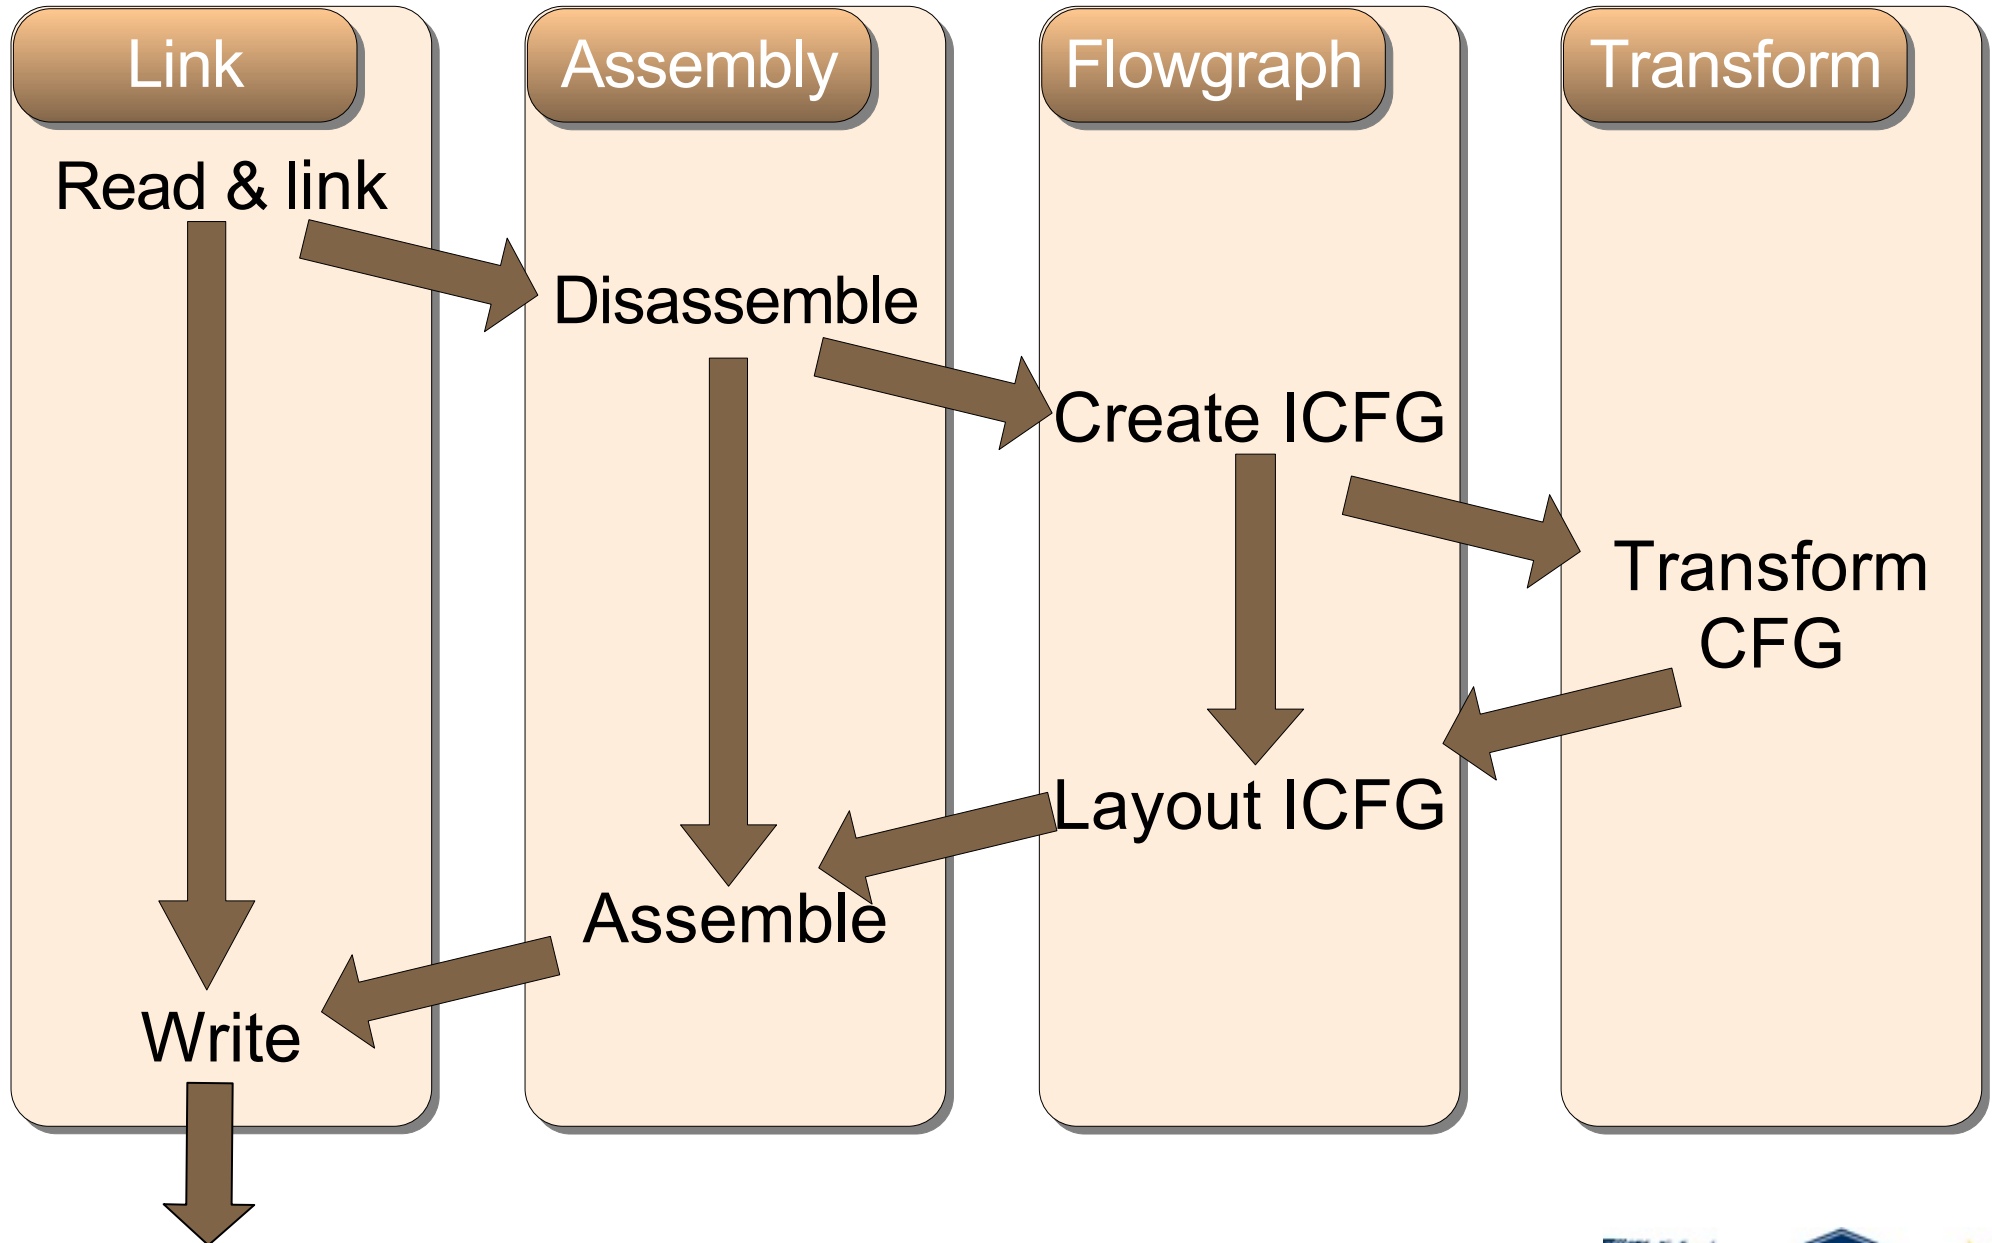 Link
Assembly
Flowgraph
Transform
Read & link
Disassemble
Create ICFG
Transform
CFG
Layout ICFG
Assemble
Write